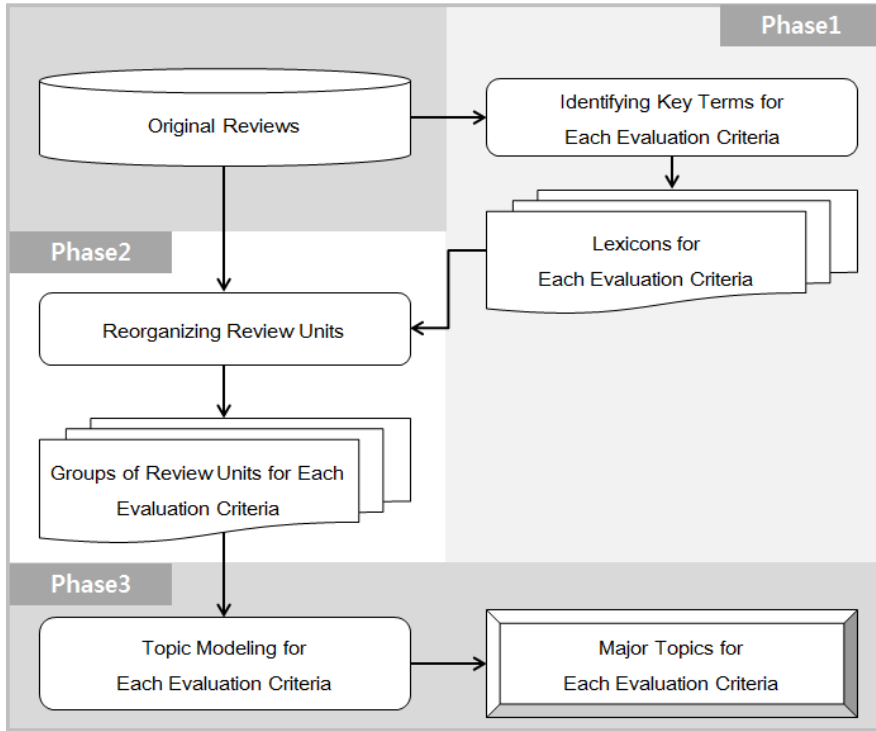 Phase1
Original Reviews
Identifying Key Terms for
Each Evaluation Criteria
Lexicons for
Each Evaluation Criteria
Phase2
Reorganizing Review Units
Groups of Review Units for Each
Evaluation Criteria
Phase3
Topic Modeling for
Each Evaluation Criteria
Major Topics for
Each Evaluation Criteria